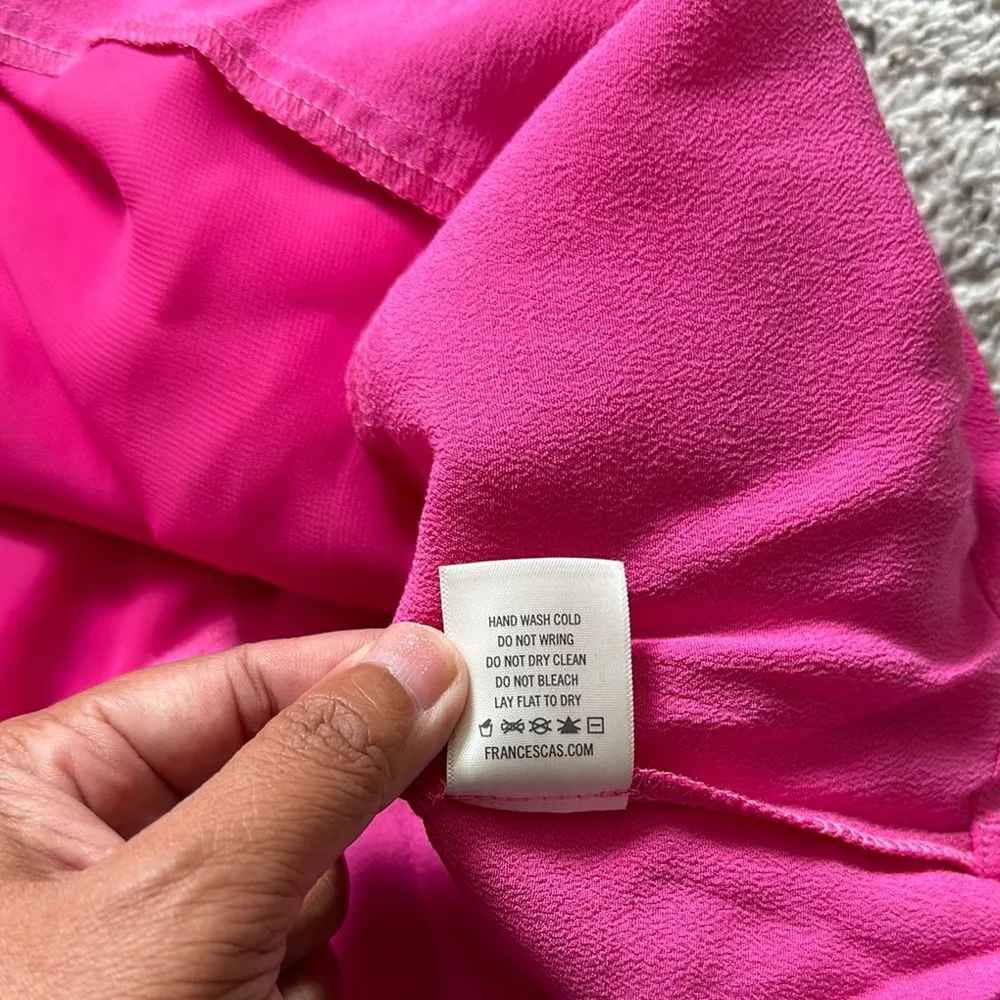 HAND WASH COLD
DO NOT WRING
DO NOT DRY CLEAN
DO NOT BLEACH
LAY FLAT TO DRY
FRANCESCAS.COM